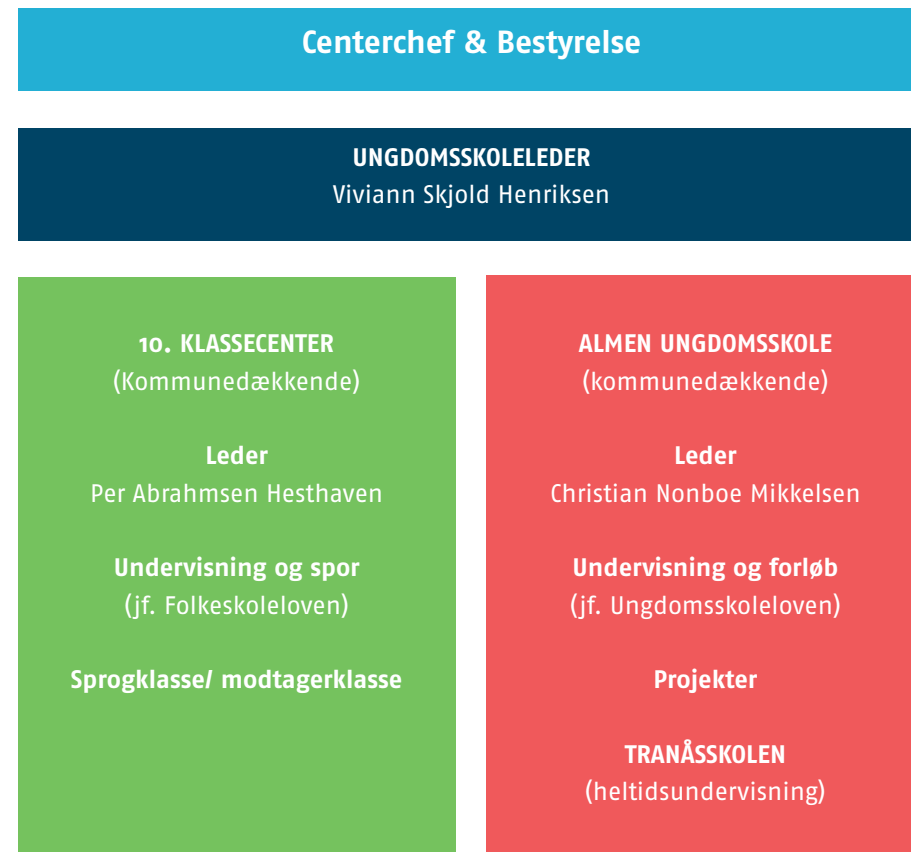 Centerchef & Bestyrelse
UNGDOMSSKOLELEDER
Viviann Skjold Henriksen
10. KLASSECENTER
(Kommunedækkende)
Leder
Per Abrahmsen Hesthaven
Undervisning og spor
(jf. Folkeskoleloven)
Sprogklasse/ modtagerklasse
ALMEN UNGDOMSSKOLE
(kommunedækkende)
Leder
Christian Nonboe Mikkelsen
Undervisning og forløb
(jf. Ungdomsskoleloven)
Projekter
TRANÅSSKOLEN
(heltidsundervisning)